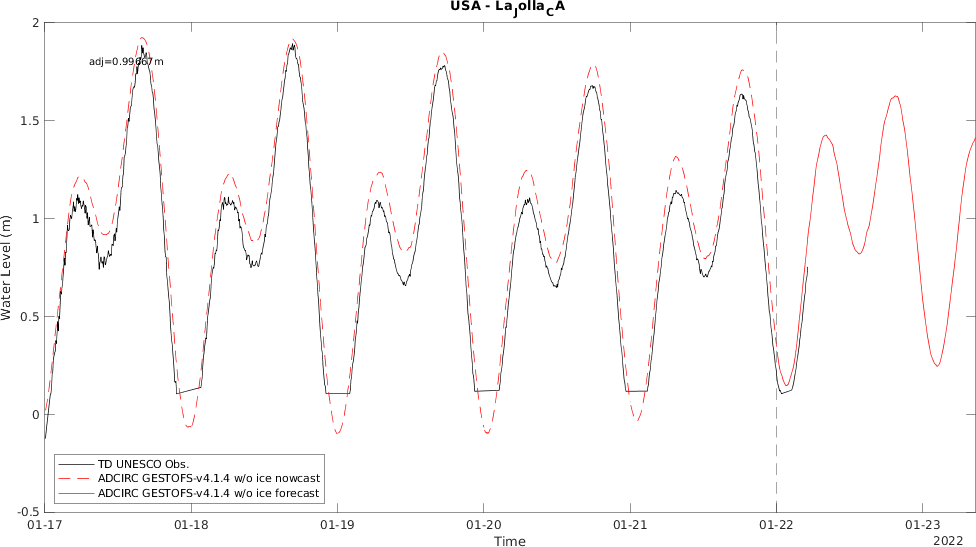 USA - LaJollaCA
2
adj=0.99667m
1.5
1
0.5
0
-0.5
Water Level (m)
TD UNESCO Obs.
ADCIRC GESTOFS-v4.1.4 w/o ice nowcast
ADCIRC GESTOFS-v4.1.4 w/o ice forecast
01-17 01-18 01-19 01-20 01-21 01-22 01-23
Time
2022